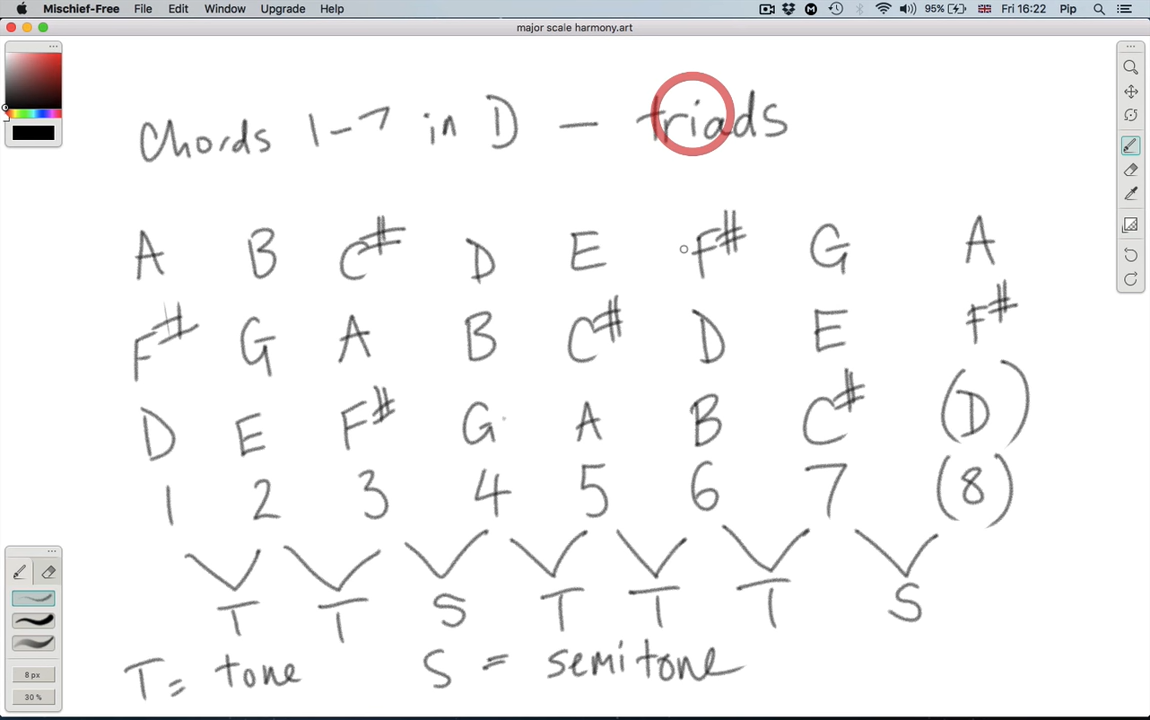 Mischief-Free File Edit View Window Upgrade Help 95% Fri 16:22 Pip
major scale harmony.art
Chords 1-7 in D - triads
A B C# D E F# G A
F# G A B C# D E F#
D E F# G A B C# (D)
1 2 3 4 5 6 7 (8)
T T S T T T S
T= tone S = semitone
8 px
30 %